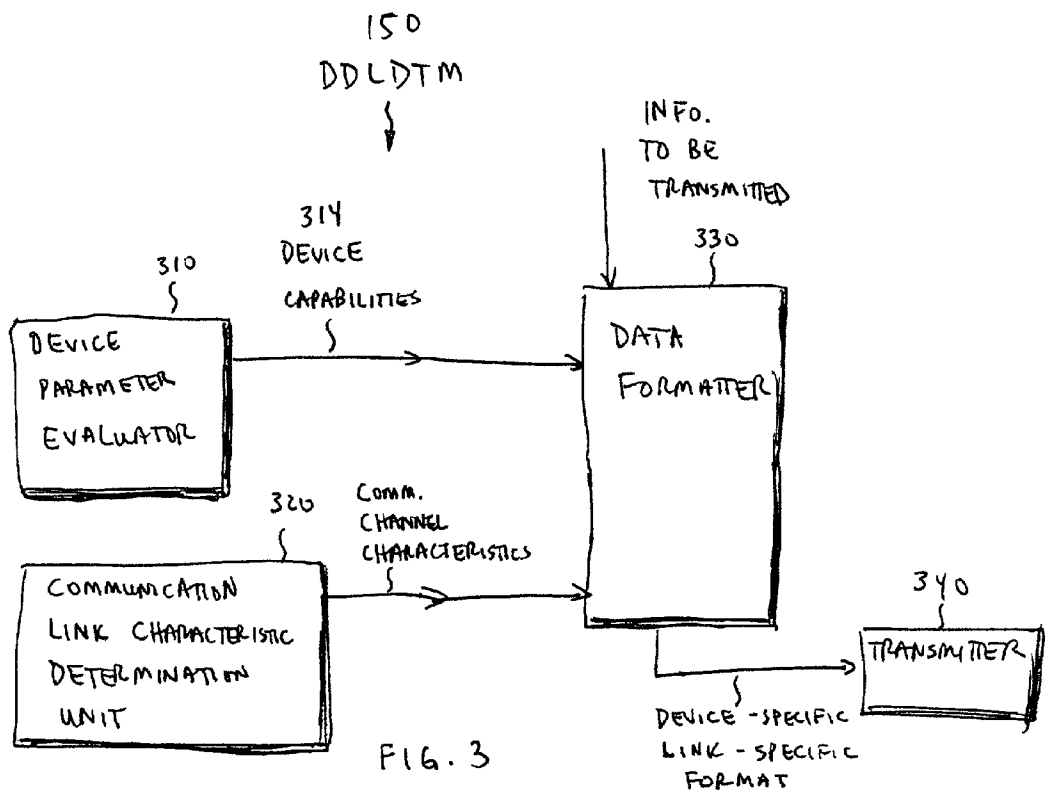 150
DDLDTM
INFO.
TO BE
TRANSMITTED
314
DEVICE
CAPABILITIES
310
330
DEVICE
PARAMETER
EVALUATOR
DATA
FORMATTER
320
COMM.
CHANNEL
CHARACTERISTICS
COMMUNICATION
LINK CHARACTERISTIC
DETERMINATION
UNIT
340
TRANSMITTER
DEVICE-SPECIFIC
LINK-SPECIFIC
FORMAT
FIG. 3